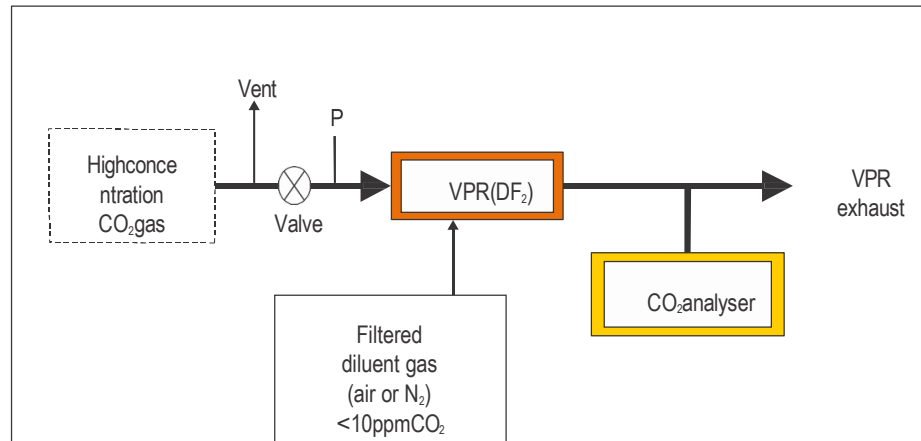 Vent
P
Highconce
ntration
CO₂gas
Valve
VPR(DF₂)
VPR
exhaust
CO₂analyser
Filtered
diluent gas
(air or N₂)
<10ppmCO₂